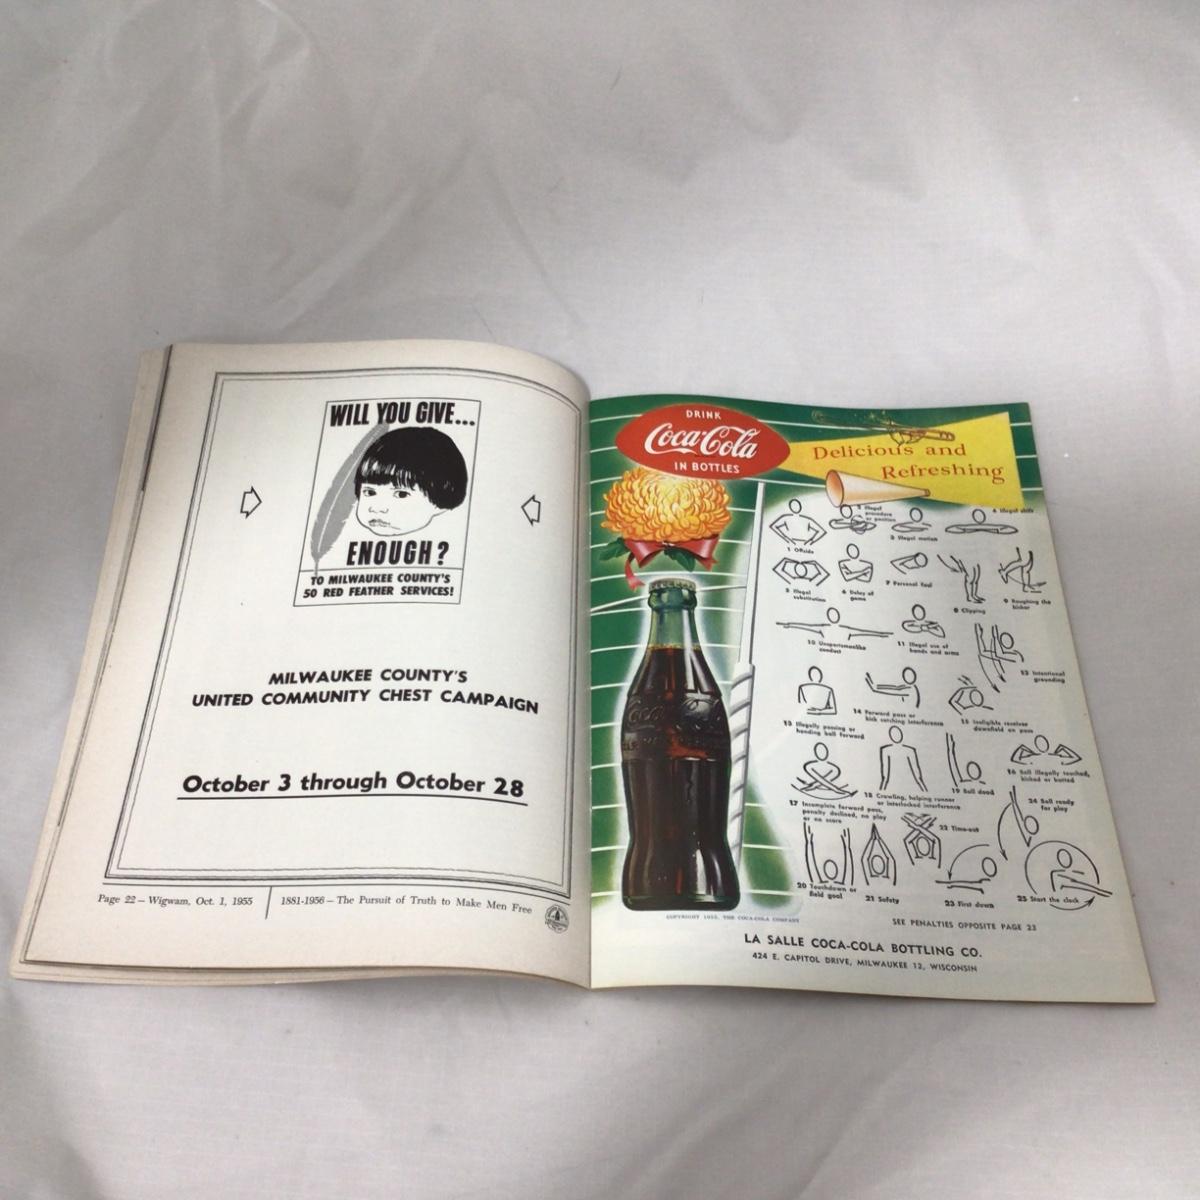 WILL YOU GIVE...
ENOUGH?
TO MILWAUKEE COUNTY'S
50 RED FEATHER SERVICES!
MILWAUKEE COUNTY'S
UNITED COMMUNITY CHEST CAMPAIGN
October 3 through October 28
Page 22 — Wigwam, Oct. 1, 1955
1881-1956 — The Pursuit of Truth to Make Men Free
DRINK
Coca-Cola
IN BOTTLES
Delicious and
Refreshing
1 Offside
2 Illegal
procedure
or position
3 Illegal motion
4 Illegal shift
5 Illegal
substitution
6 Delay of
game
7 Personal foul
8 Clipping
9 Roughing the
kicker
10 Unsportsmanlike
conduct
11 Illegal use of
hands and arms
12 Intentional
grounding
13 Illegally passing or
handing ball forward
14 Forward pass or
kick catching interference
15 Ineligible receiver
downfield on pass
16 Ball illegally touched,
kicked or batted
17 Incomplete forward pass,
penalty declined, no play
or no score
18 Crawling, helping runner
or interlocked interference
19 Ball dead
20 Touchdown or
field goal
21 Safety
22 Time-out
23 First down
24 Ball ready
for play
25 Start the clock
Coca-Cola
COPYRIGHT 1955, THE COCA-COLA COMPANY
SEE PENALTIES OPPOSITE PAGE 23
LA SALLE COCA-COLA BOTTLING CO.
424 E. CAPITOL DRIVE, MILWAUKEE 12, WISCONSIN